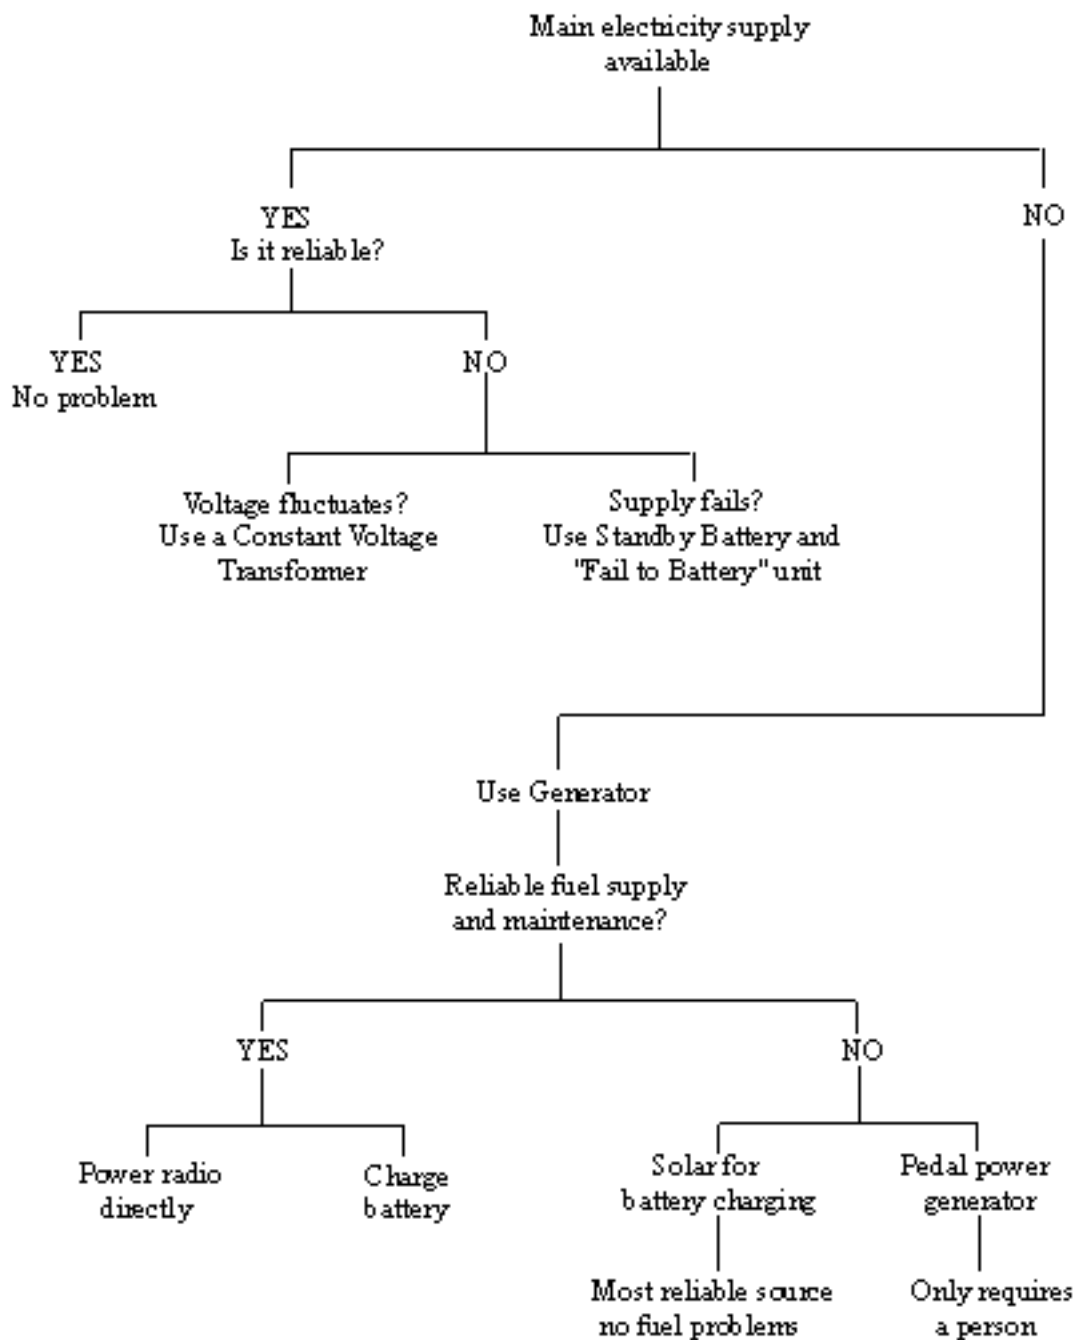 Main electricity supply
available
YES
NO
Is it reliable?
YES
NO
No problem
Voltage fluctuates?
Use a Constant Voltage
Transformer
Supply fails?
Use Standby Battery and
"Fail to Battery" unit
Use Generator
Reliable fuel supply
and maintenance?
YES
NO
Power radio
directly
Charge
battery
Solar for
battery charging
Pedal power
generator
Most reliable source
no fuel problems
Only requires
a person